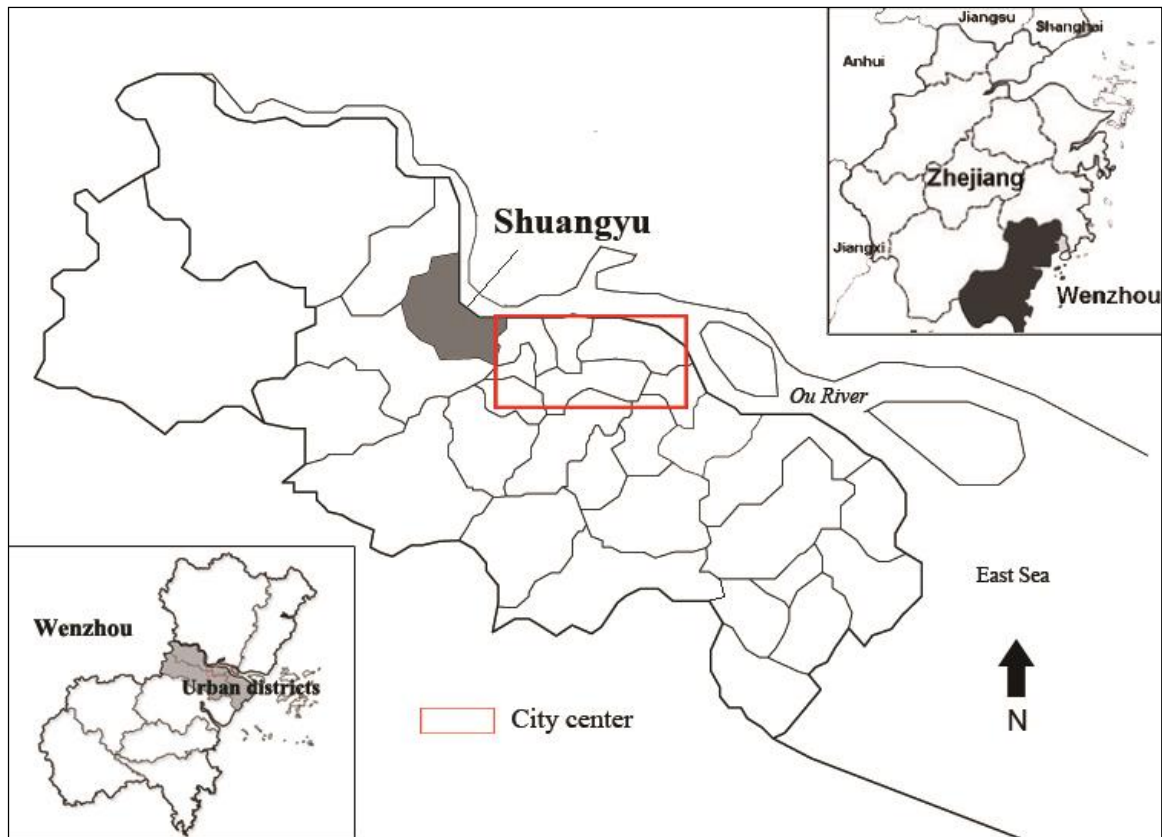 Jiangsu
Shanghai
Anhui
Zhejiang
Jiangxi
Wenzhou
Shuangyu
Ou River
East Sea
Wenzhou
Urban districts
City center
N